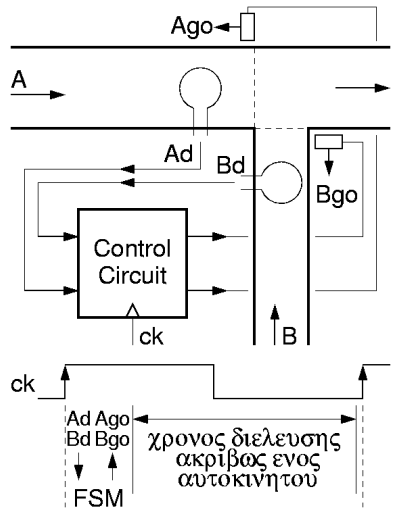 Ago
A
Ad
Bd
Bgo
Control
Circuit
ck
B
ck
Ad Ago
Bd Bgo
FSM
χρονος διελευσης
ακριβως ενος
αυτοκινητου